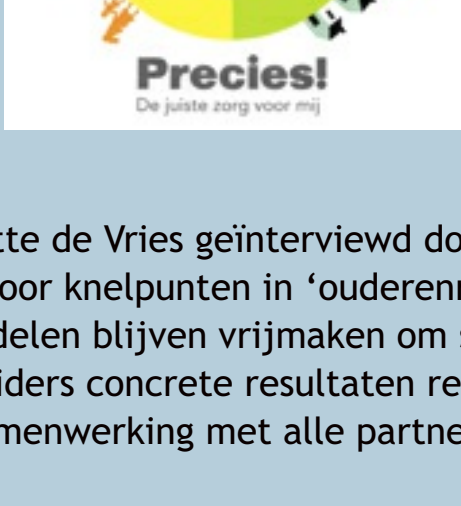 Precies!
De juiste zorg voor mij
tte de Vries geïnterviewd do
oor knelpunten in ‘ouderen
delen blijven vrijmaken om
iders concrete resultaten re
menwerking met alle partne